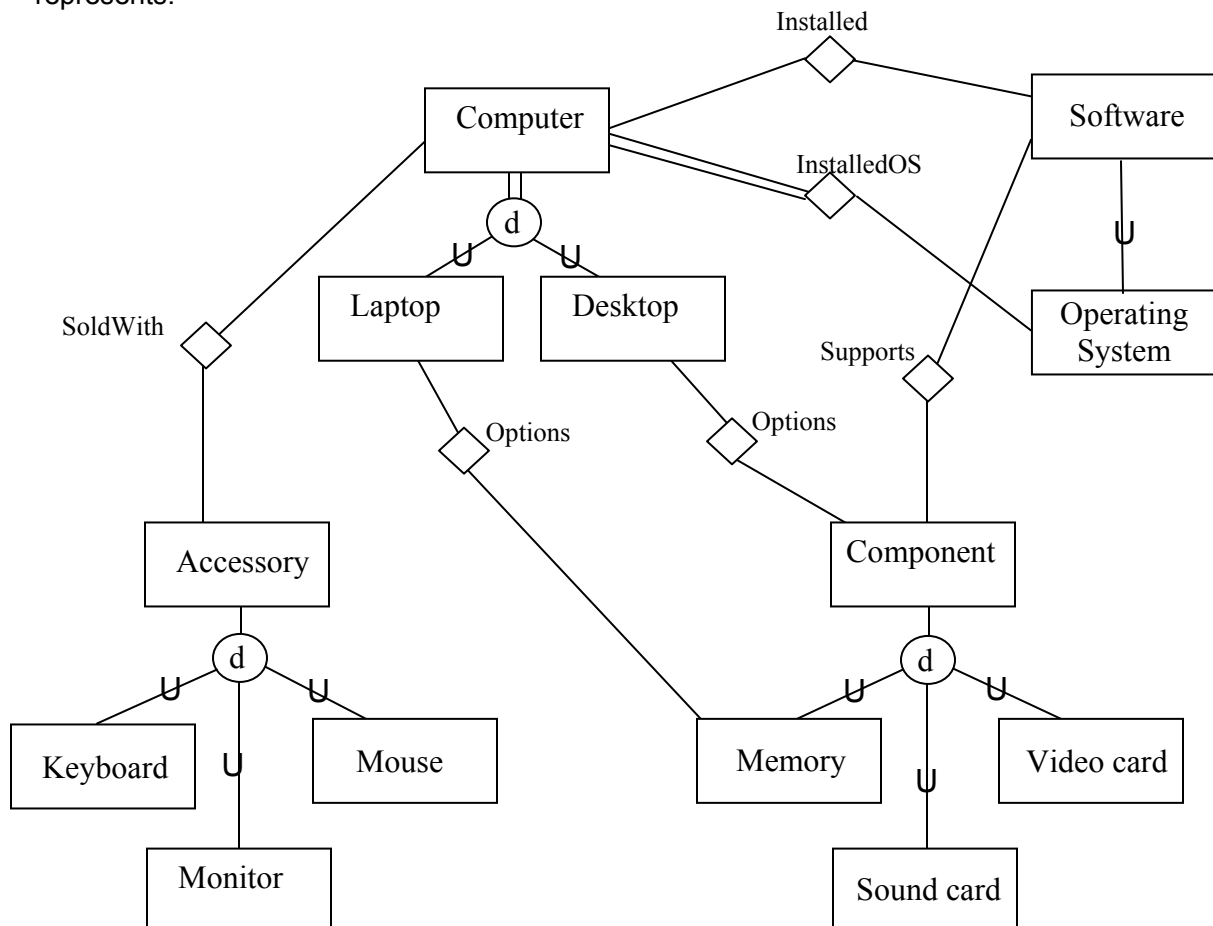 represents.
Installed
Computer
Software
InstalledOS
d
U
U
U
Laptop
Desktop
Operating
System
SoldWith
Supports
Options
Options
Accessory
Component
d
d
U
U
U
U
U
U
Keyboard
Mouse
Memory
Video card
Monitor
Sound card